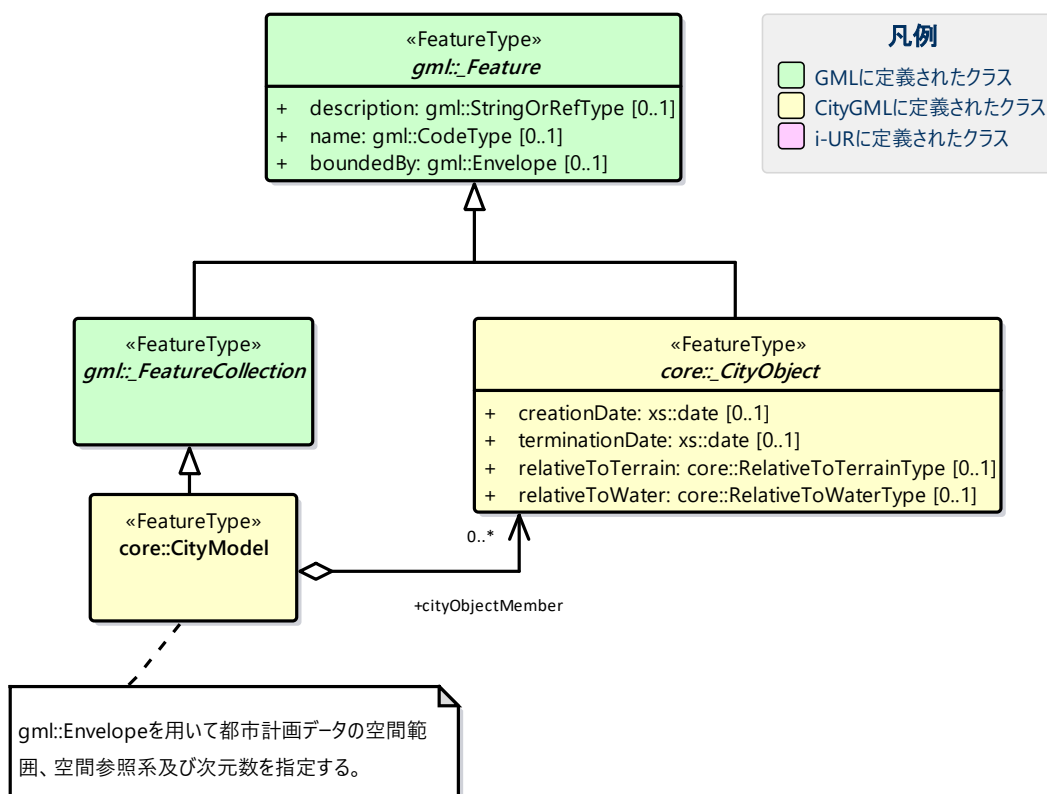 «FeatureType»
gml::_Feature
+ description: gml::StringOrRefType [0..1]
+ name: gml::CodeType [0..1]
+ boundedBy: gml::Envelope [0..1]
凡例
GMLに定義されたクラス
CityGMLに定義されたクラス
i-URに定義されたクラス
«FeatureType»
gml::_FeatureCollection
«FeatureType»
core::_CityObject
+ creationDate: xs::date [0..1]
+ terminationDate: xs::date [0..1]
+ relativeToTerrain: core::RelativeToTerrainType [0..1]
+ relativeToWater: core::RelativeToWaterType [0..1]
«FeatureType»
core::CityModel
0..*
+cityObjectMember
gml::Envelopeを用いて都市計画データの空間範
囲、空間参照系及び次元数を指定する。